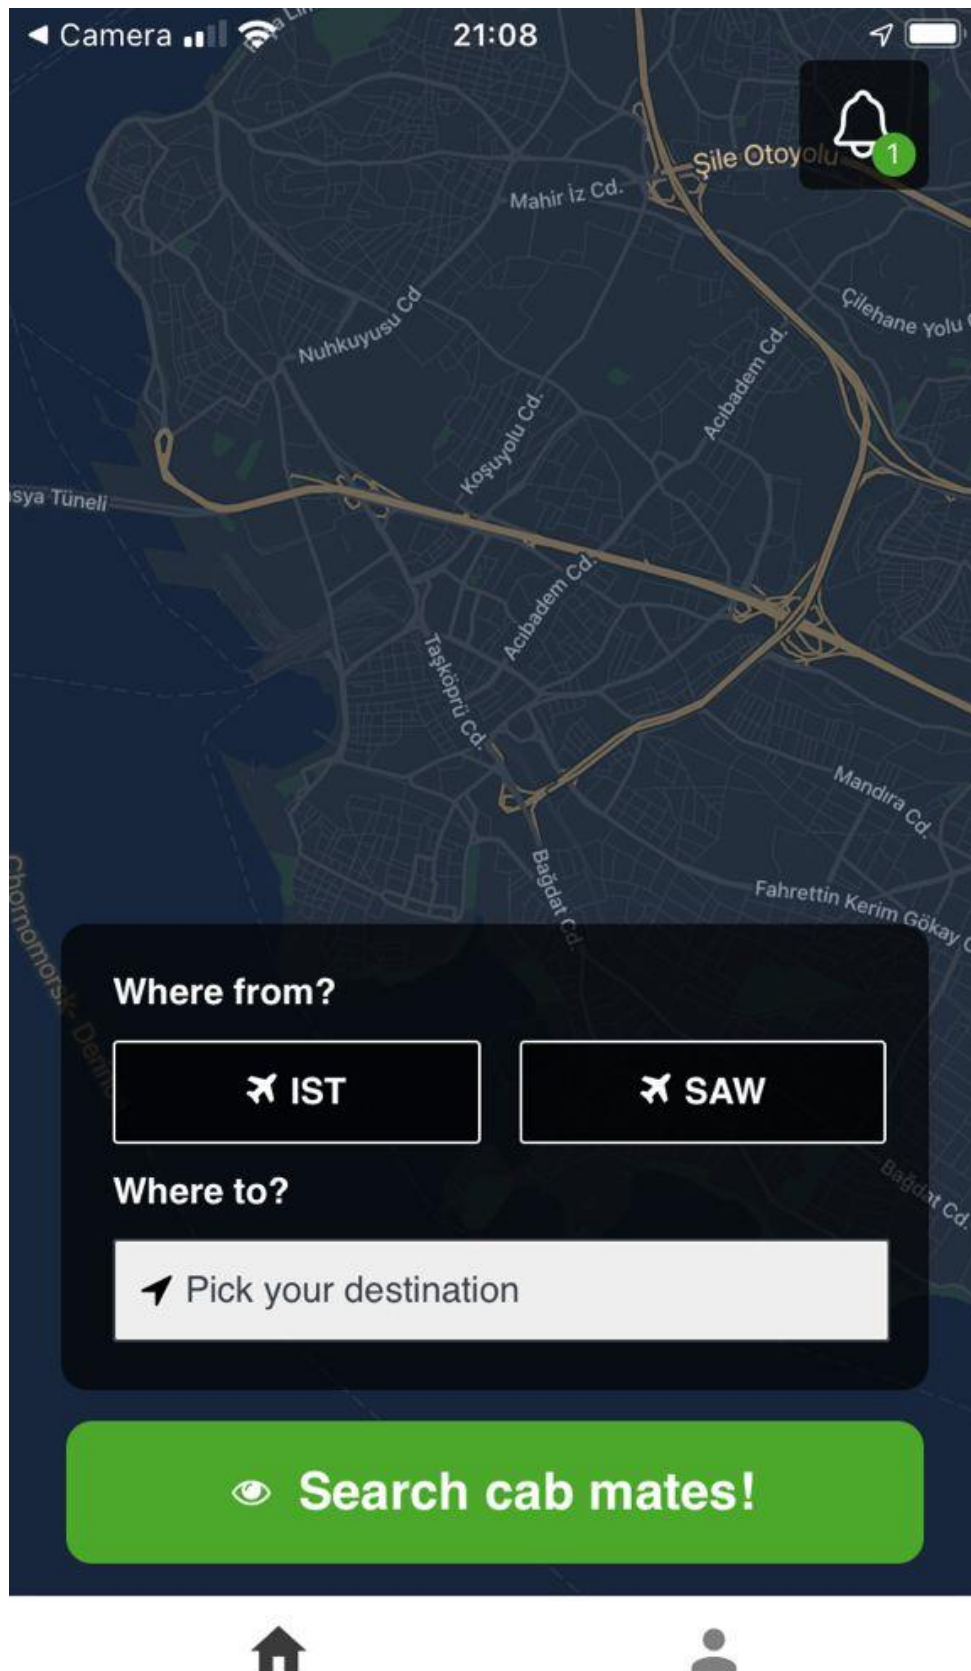 Camera
21:08
1
Şile Otoyolu
Mahir İz Cd.
Çilehane Yolu
Nuhkuyusu Cd
Acıbadem Cd.
Koşuyolu Cd.
sya Tüneli
Acıbadem Cd.
Taşköprü Cd.
Mandıra Cd.
Bağdat Cd.
Fahrettin Kerim Gökay
Chornomorsk-
Where from?
IST
SAW
Where to?
Bağdat Cd.
Pick your destination
Search cab mates!